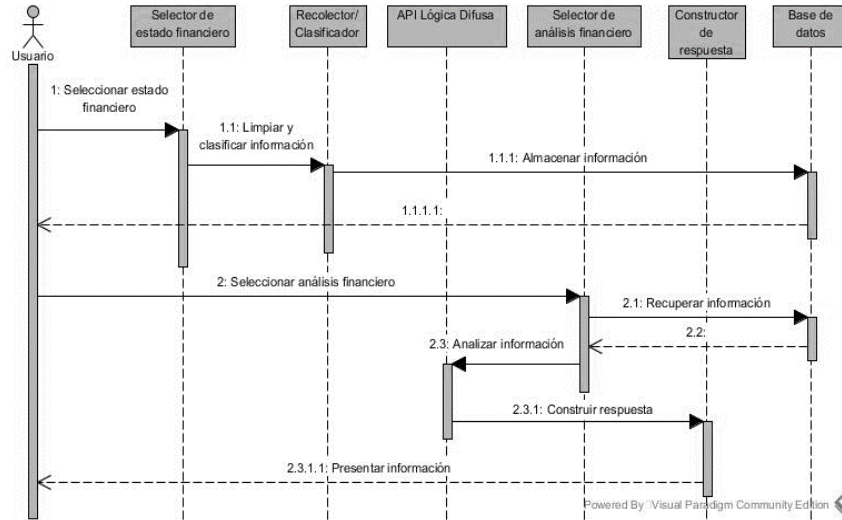 Usuario
Selector de
estado financiero
Recolector/
Clasificador
API Lógica Difusa
Selector de
análisis financiero
Constructor
de
respuesta
Base de
datos
1: Seleccionar estado
financiero
1.1: Limpiar y
clasificar información
1.1.1: Almacenar información
1.1.1.1:
2: Seleccionar análisis financiero
2.1: Recuperar información
2.2:
2.3: Analizar información
2.3.1: Construir respuesta
2.3.1.1: Presentar información
Powered By Visual Paradigm Community Edition